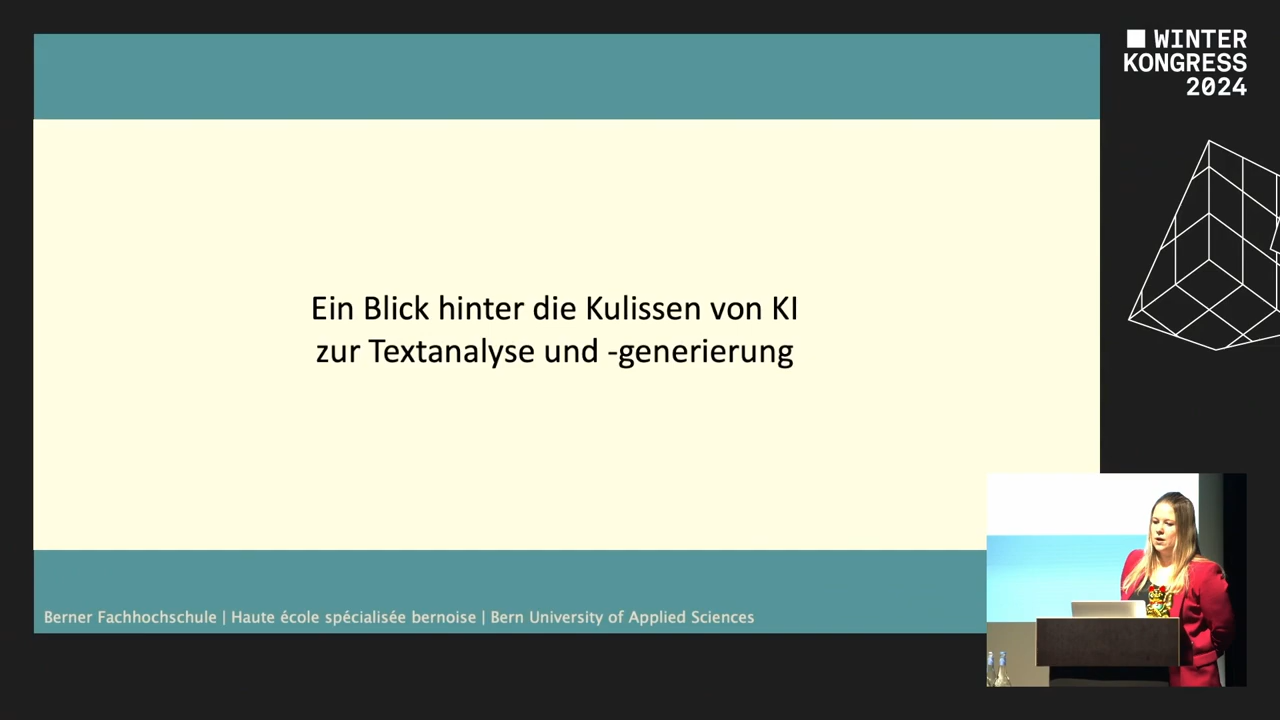 WINTER
KONGRESS
2024
Ein Blick hinter die Kulissen von KI
zur Textanalyse und -generierung
Berner Fachhochschule | Haute école spécialisée bernoise | Bern University of Applied Sciences